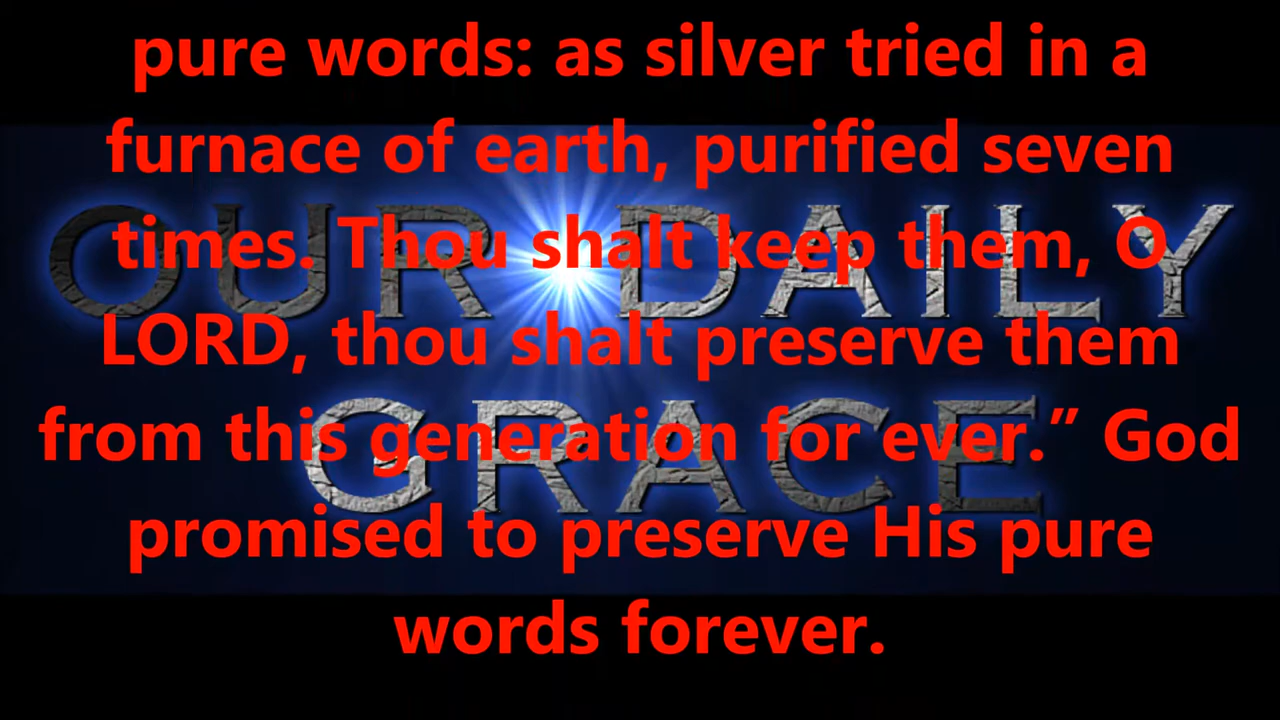 pure words: as silver tried in a
furnace of earth, purified seven
times. Thou shalt keep them, O
LORD, thou shalt preserve them
from this generation for ever.” God
promised to preserve His pure
words forever.
OUR DAILY
GRACE